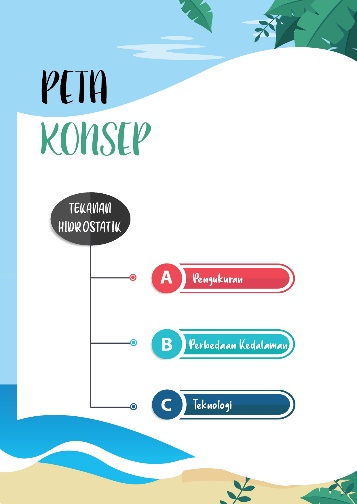 PETA
KONSEP
TEKANAN
HIDROSTATIK
A Pengukuran
B Perbedaan Kedalaman
C Teknologi